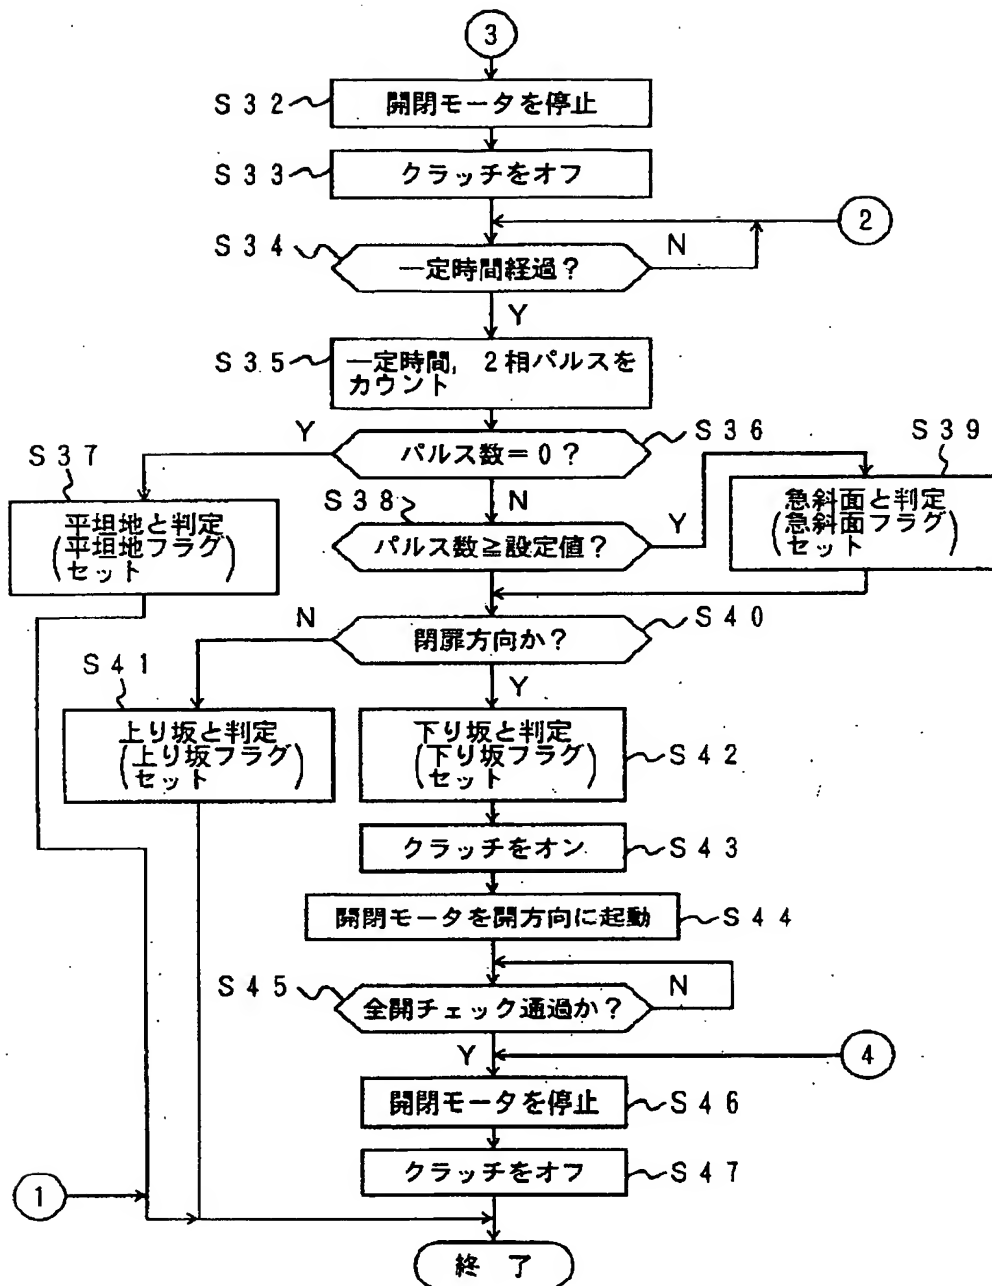 3
S32
開閉モータを停止
S33
クラッチをオフ
2
S34
N
一定時間経過?
Y
S35
一定時間, 2相パルスを
カウント
Y
S36
S39
S37
パルス数=0?
S38
N
Y
平坦地と判定
(平坦地フラグ)
セット
パルス数≧設定値?
急斜面と判定
(急斜面フラグ)
セット
N
S40
閉扉方向か?
S41
Y
上り坂と判定
(上り坂フラグ)
セット
下り坂と判定
(下り坂フラグ)
セット
S42
クラッチをオン
S43
開閉モータを開方向に起動
S44
S45
N
全開チェック通過か?
Y
4
開閉モータを停止
S46
クラッチをオフ
S47
1
終了